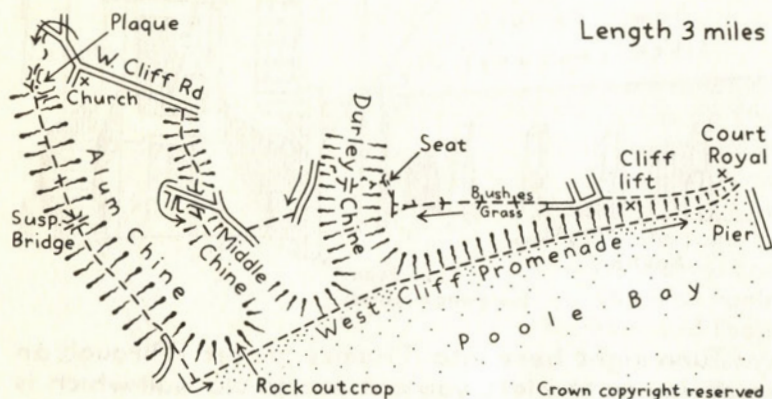 Length 3 miles
Plaque
W. Cliff Rd
Church
Durley Chine
Seat
Court
Royal
Cliff
lift
Bushes
Grass
Alum Chine
Susp.
Bridge
Middle
Chine
Pier
West Cliff Promenade
Poole Bay
Rock outcrop
Crown copyright reserved